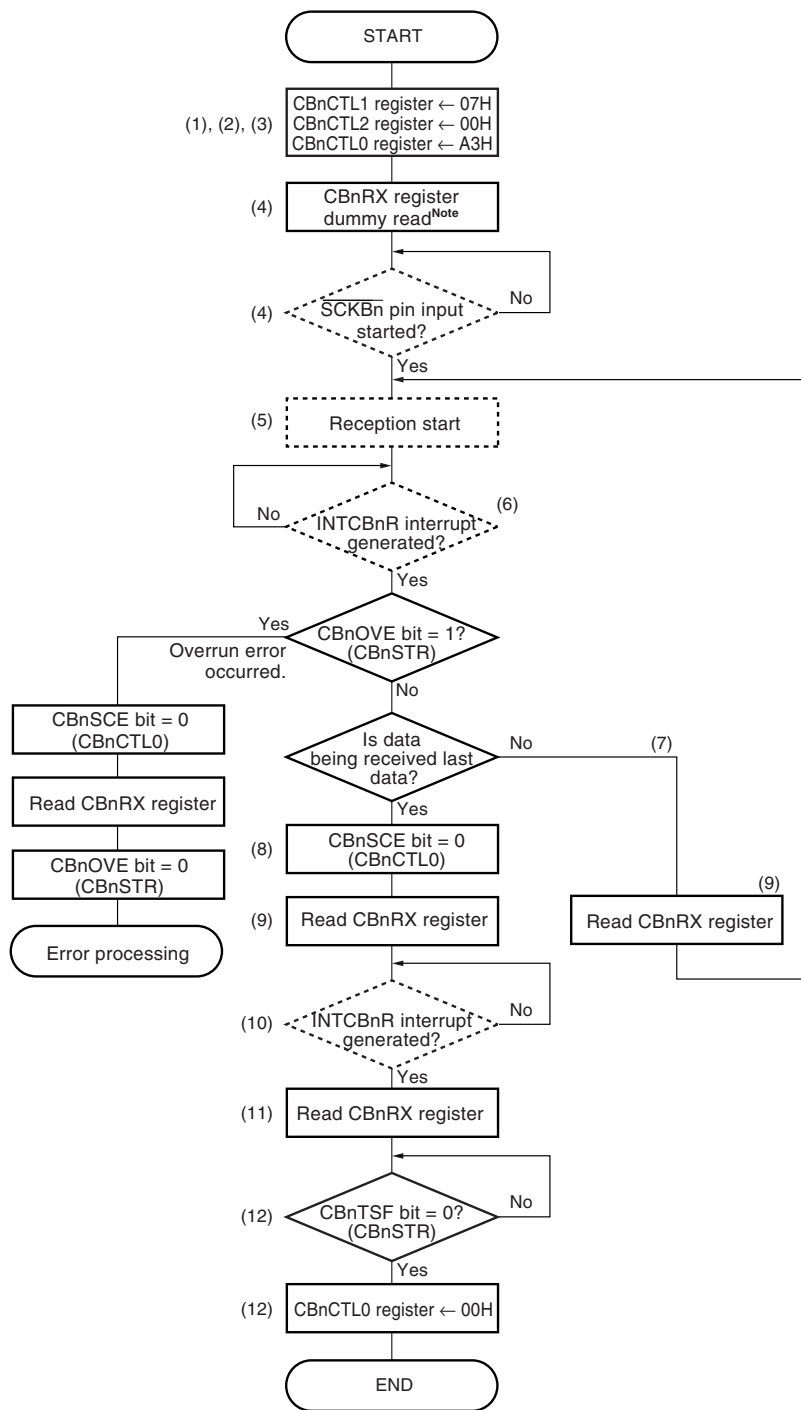 START
(1), (2), (3)
CBnCTL1 register ← 07H
CBnCTL2 register ← 00H
CBnCTL0 register ← A3H
(4)
CBnRX register
dummy read^Note
(4)
SCKBn pin input
started?
No
Yes
(5)
Reception start
(6)
No
INTCBnR interrupt
generated?
Yes
Yes
CBnOVE bit = 1?
(CBnSTR)
Overrun error
occurred.
No
CBnSCE bit = 0
(CBnCTL0)
Is data
being received last
data?
No
(7)
Read CBnRX register
Yes
(8)
CBnSCE bit = 0
(CBnCTL0)
CBnOVE bit = 0
(CBnSTR)
(9)
(9)
Read CBnRX register
Read CBnRX register
Error processing
(10)
INTCBnR interrupt
generated?
No
Yes
(11)
Read CBnRX register
(12)
CBnTSF bit = 0?
(CBnSTR)
No
Yes
(12)
CBnCTL0 register ← 00H
END